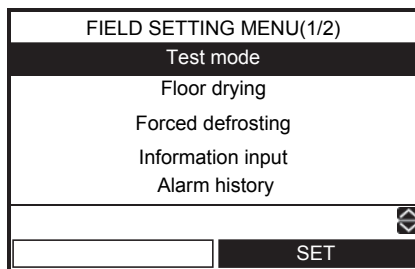 FIELD SETTING MENU(1/2)
Test mode
Floor drying
Forced defrosting
Information input
Alarm history
SET